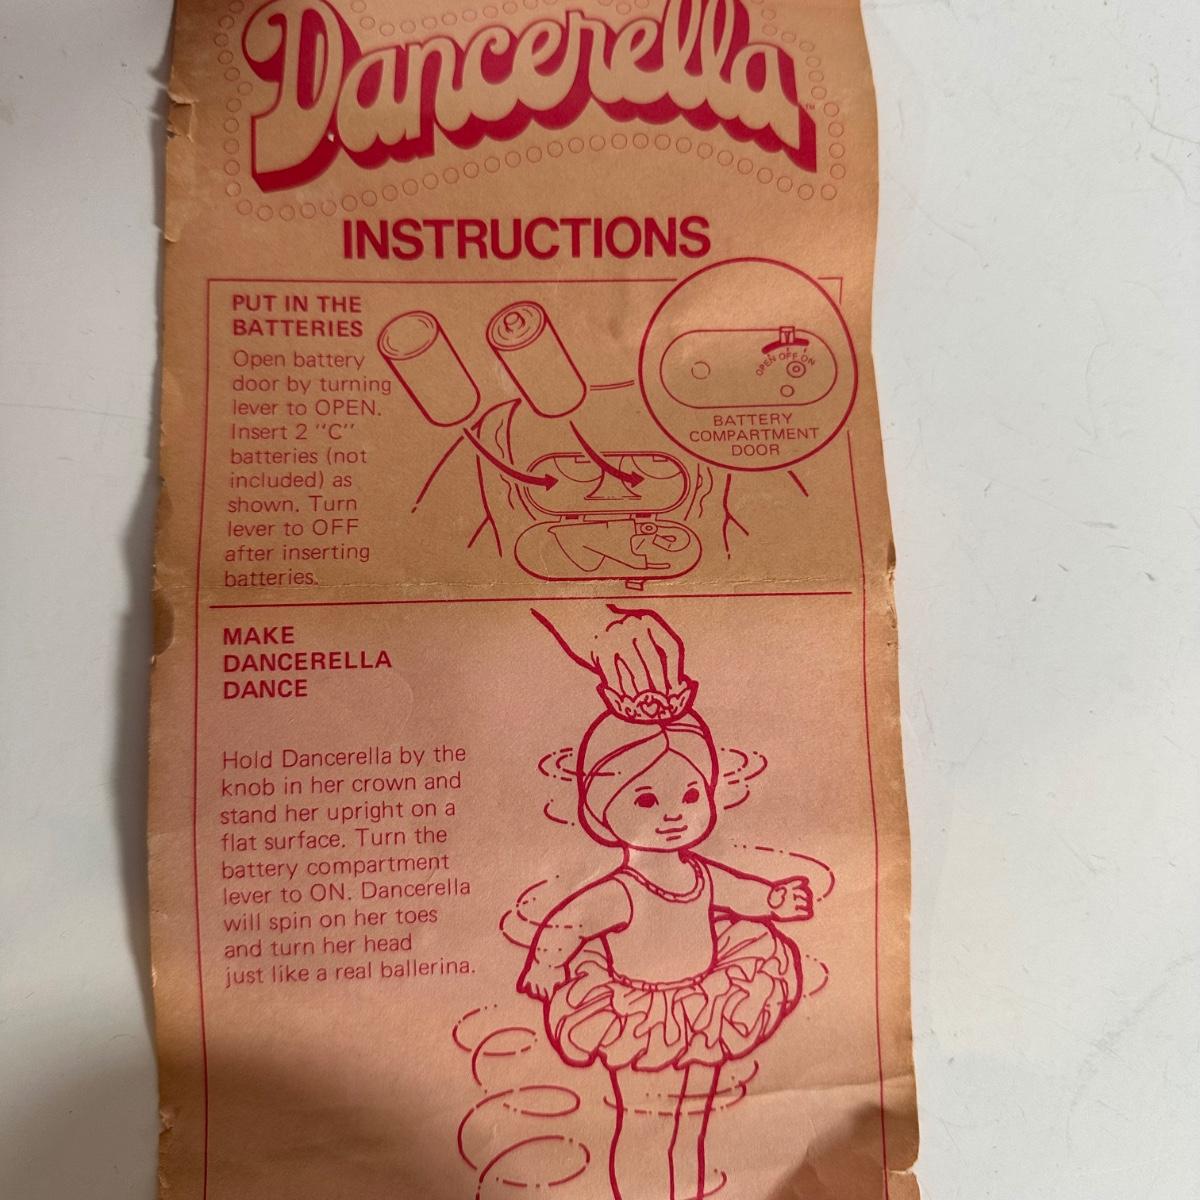 Dancerella™
INSTRUCTIONS
PUT IN THE
BATTERIES
Open battery
door by turning
lever to OPEN.
Insert 2 "C"
batteries (not
included) as
shown. Turn
lever to OFF
after inserting
batteries.
OPEN OFF ON
BATTERY
COMPARTMENT
DOOR
MAKE
DANCERELLA
DANCE
Hold Dancerella by the
knob in her crown and
stand her upright on a
flat surface. Turn the
battery compartment
lever to ON. Dancerella
will spin on her toes
and turn her head
just like a real ballerina.